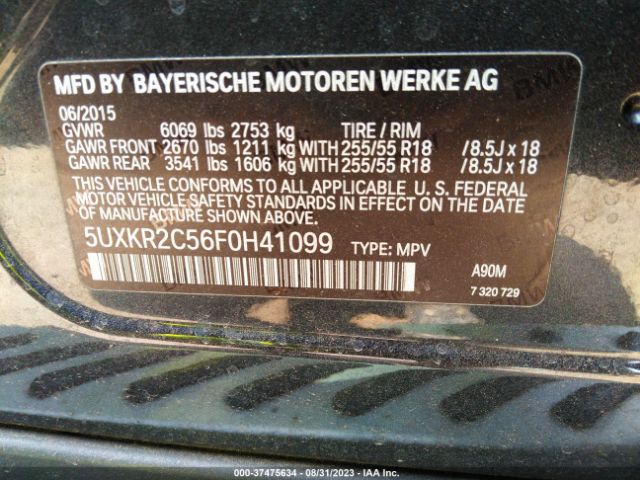 MFD BY BAYERISCHE MOTOREN WERKE AG
06/2015
GVWR 6069 lbs 2753 kg TIRE / RIM
GAWR FRONT 2670 lbs 1211 kg WITH 255/55 R18 / 8.5J x 18
GAWR REAR 3541 lbs 1606 kg WITH 255/55 R18 / 8.5J x 18
THIS VEHICLE CONFORMS TO ALL APPLICABLE U. S. FEDERAL
MOTOR VEHICLE SAFETY STANDARDS IN EFFECT ON THE DATE
OF MANUFACTURE SHOWN ABOVE.
5UXKR2C56F0H41099 TYPE: MPV
A90M
7 320 729
000-37475634 - 08/31/2023 - IAA Inc.